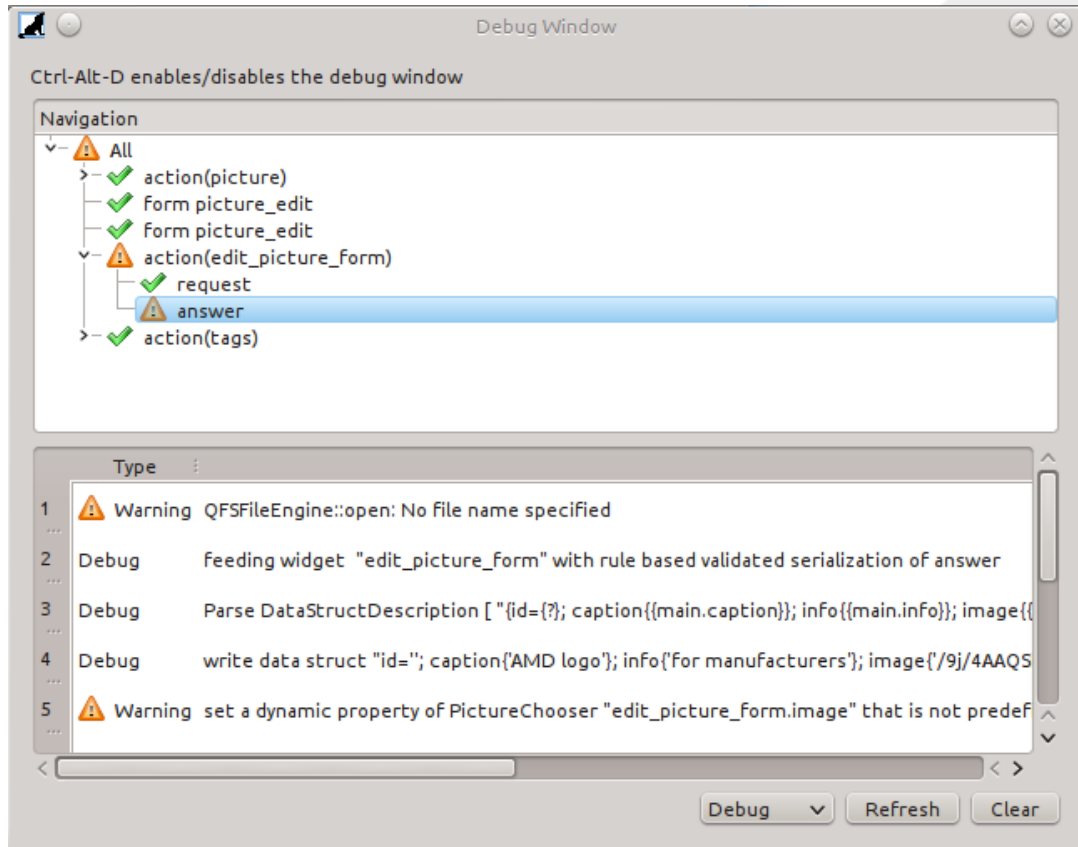 Debug Window
Ctrl-Alt-D enables/disables the debug window
Navigation
All
action(picture)
form picture_edit
form picture_edit
action(edit_picture_form)
request
answer
action(tags)
Type
1 Warning QFSFileEngine::open: No file name specified
2 Debug feeding widget "edit_picture_form" with rule based validated serialization of answer
3 Debug Parse DataStructDescription [ "{id={?}; caption{{main.caption}}; info{{main.info}}; image{{
4 Debug write data struct "id=''; caption{'AMD logo'}; info{'for manufacturers'}; image{'/9j/4AAQS
5 Warning set a dynamic property of PictureChooser "edit_picture_form.image" that is not predef
Debug Refresh Clear